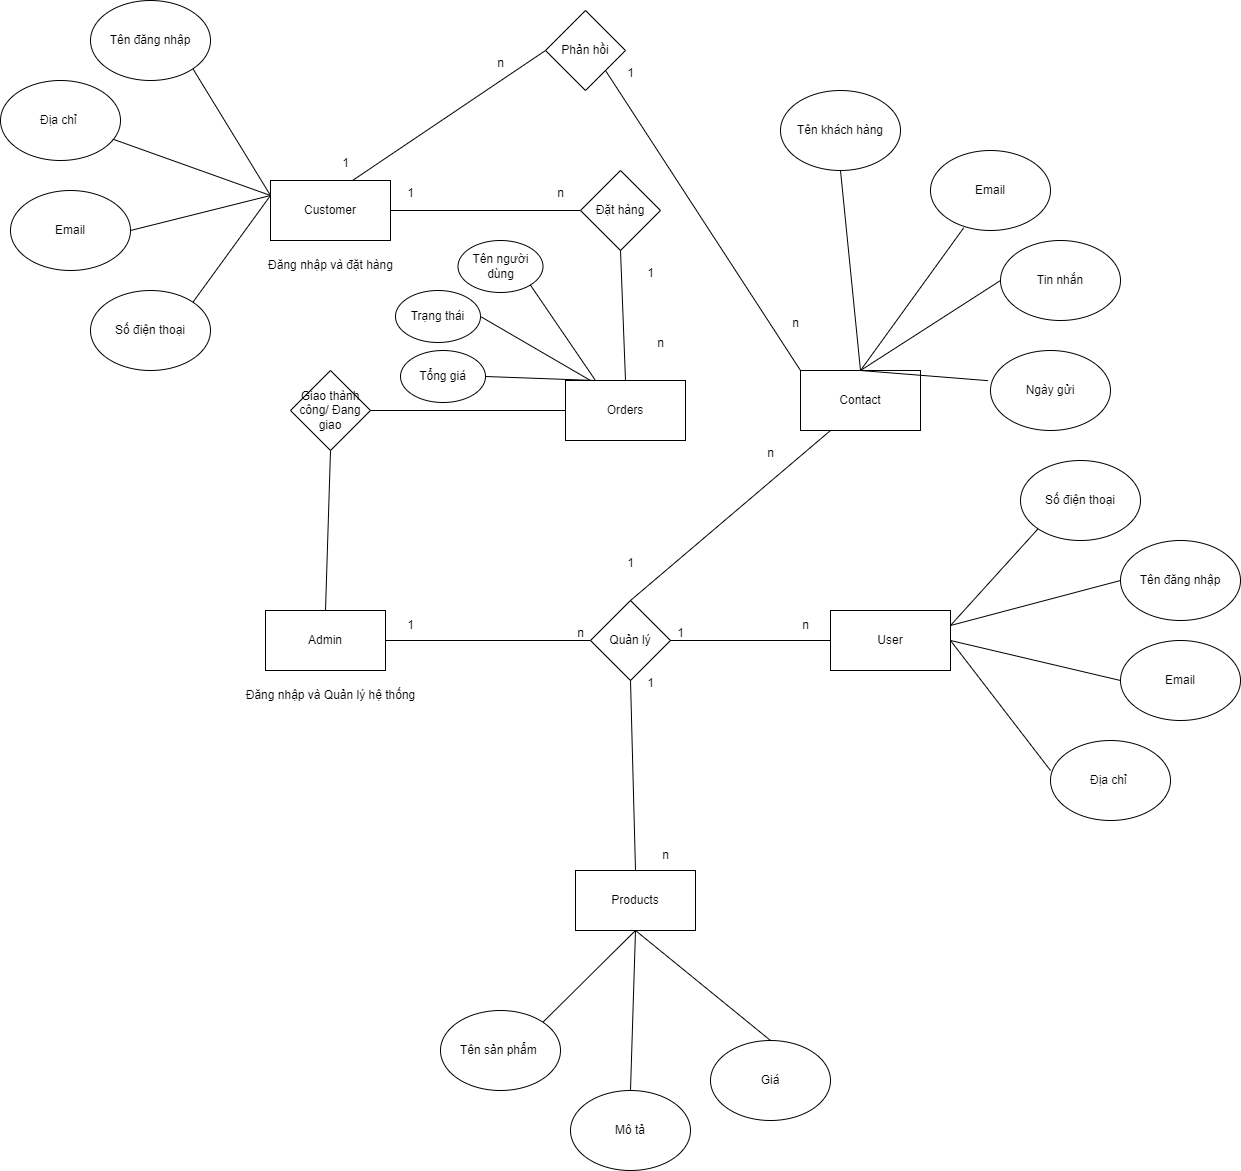 Tên đăng nhập
Phản hồi
n
1
Địa chỉ
Tên khách hàng
1
1
n
Email
Customer
Đặt hàng
Email
Đăng nhập và đặt hàng
Tên người
dùng
1
Tin nhắn
Số điện thoại
Trạng thái
n
n
Tổng giá
Giao thành
công/ Đang
giao
Orders
Contact
Ngày gửi
n
Số điện thoại
1
Tên đăng nhập
Admin
1
n
Quản lý
1
n
User
Đăng nhập và Quản lý hệ thống
1
Email
Địa chỉ
n
Products
Tên sản phẩm
Giá
Mô tả